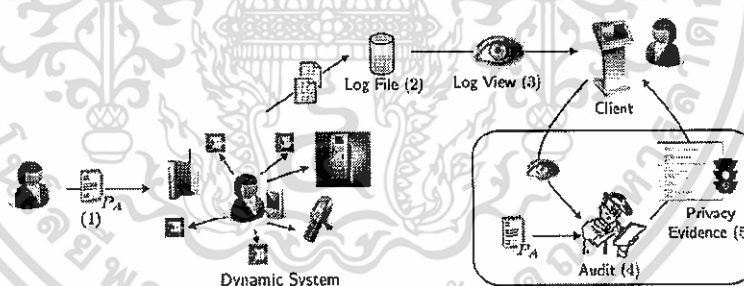 Log File (2)
Log View (3)
Client
P_A
(1)
Dynamic System
P_A
Audit (4)
Privacy
Evidence (5